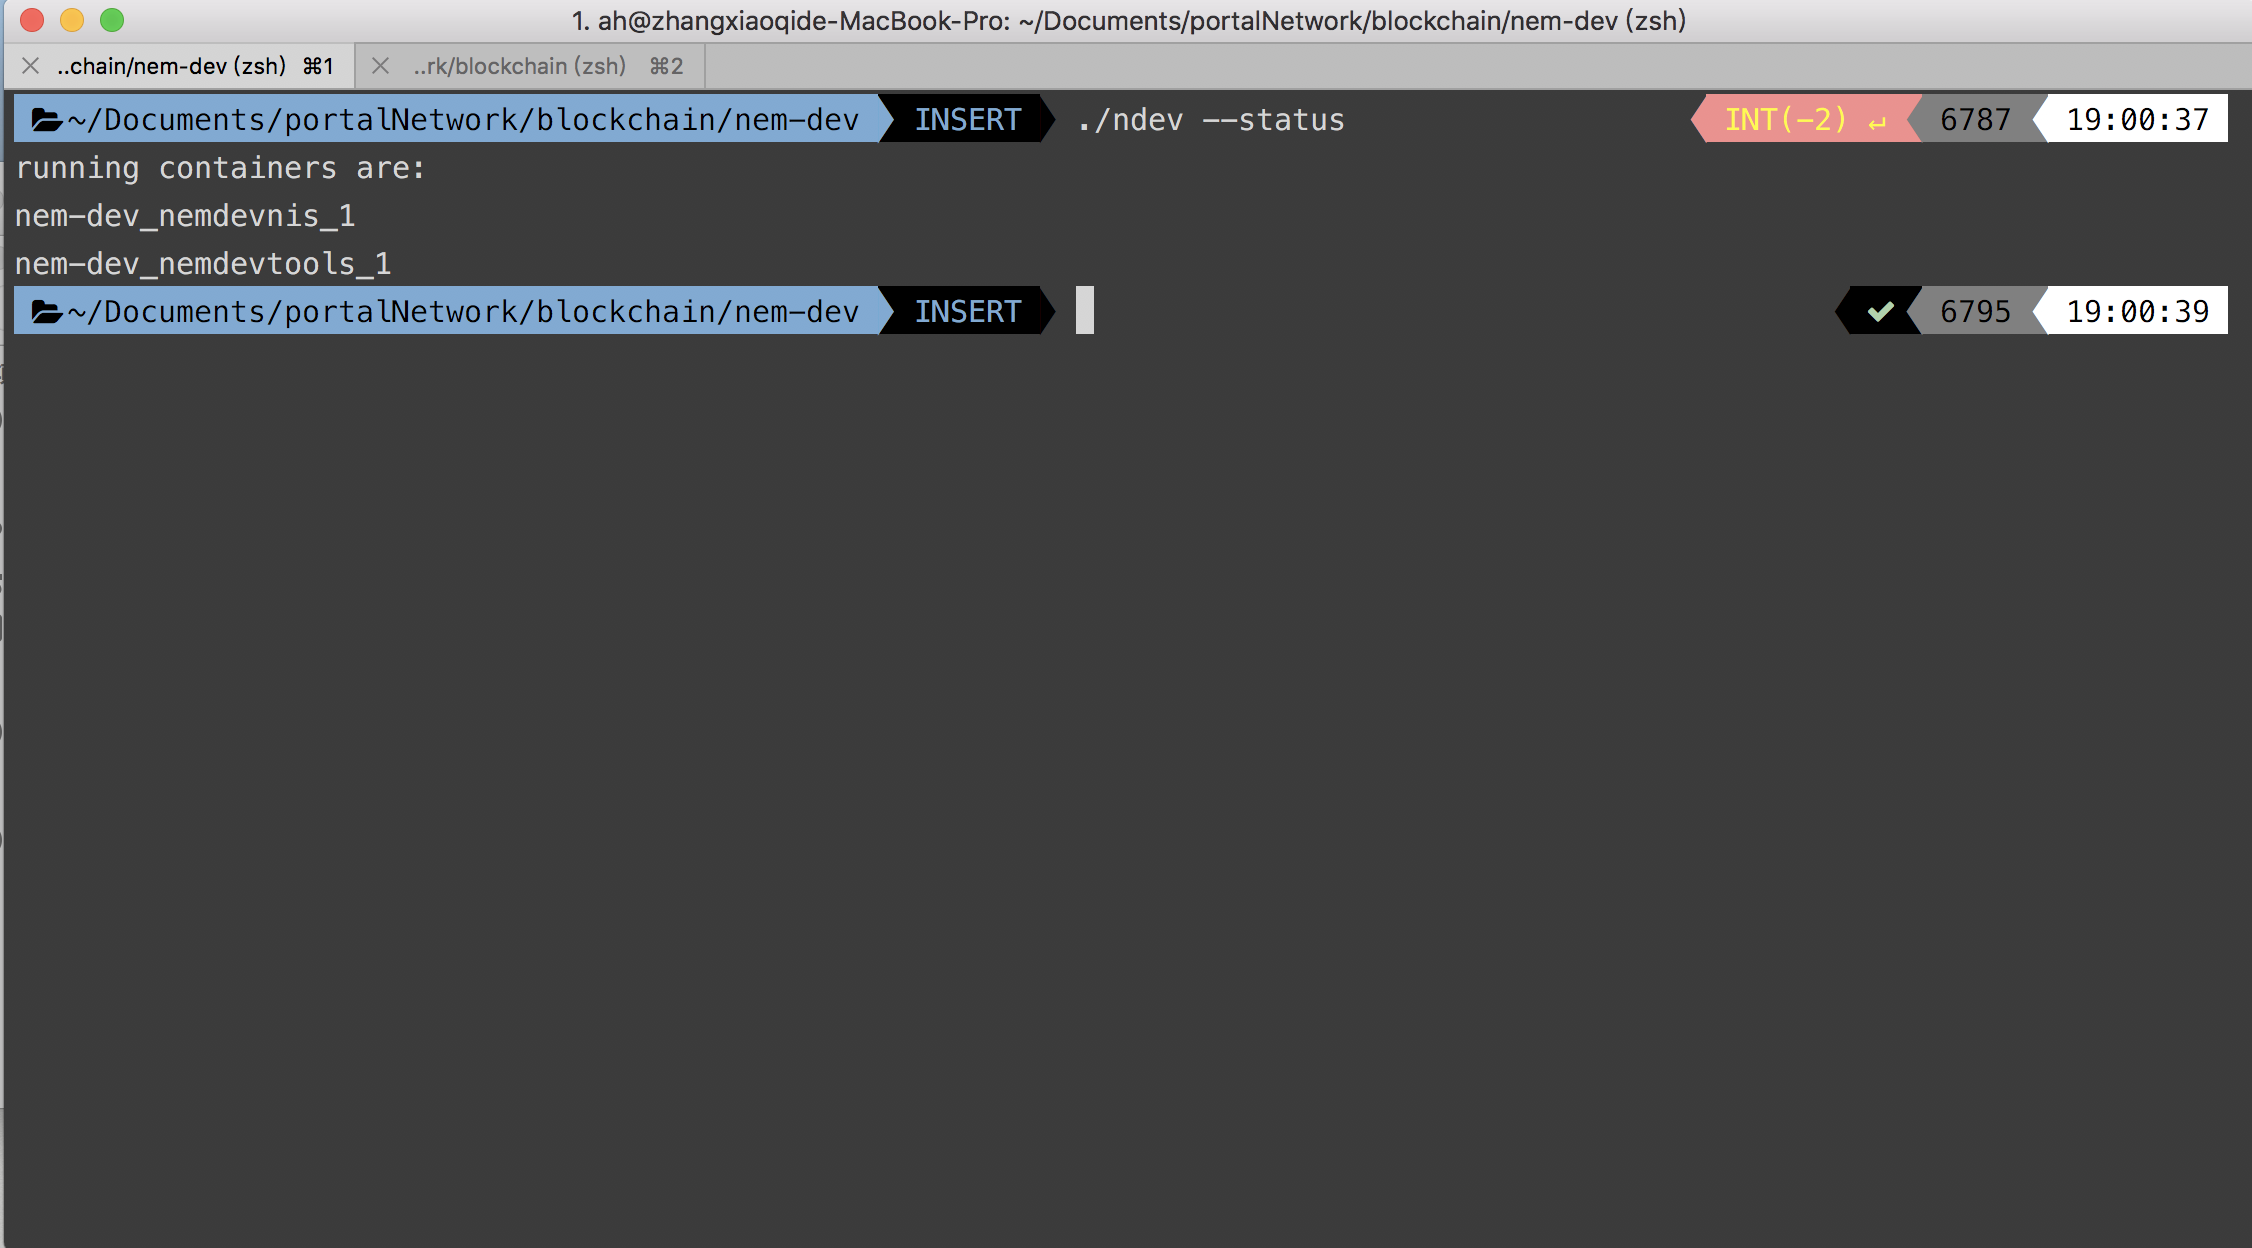 1. ah@zhangxiaoqide-MacBook-Pro: ~/Documents/portalNetwork/blockchain/nem-dev (zsh)
..chain/nem-dev (zsh) ⌘1 ..rk/blockchain (zsh) ⌘2
~/Documents/portalNetwork/blockchain/nem-dev INSERT ./ndev --status INT(-2) ↵ 6787 19:00:37
running containers are:
nem-dev_nemdevnis_1
nem-dev_nemdevtools_1
~/Documents/portalNetwork/blockchain/nem-dev INSERT ✔ 6795 19:00:39